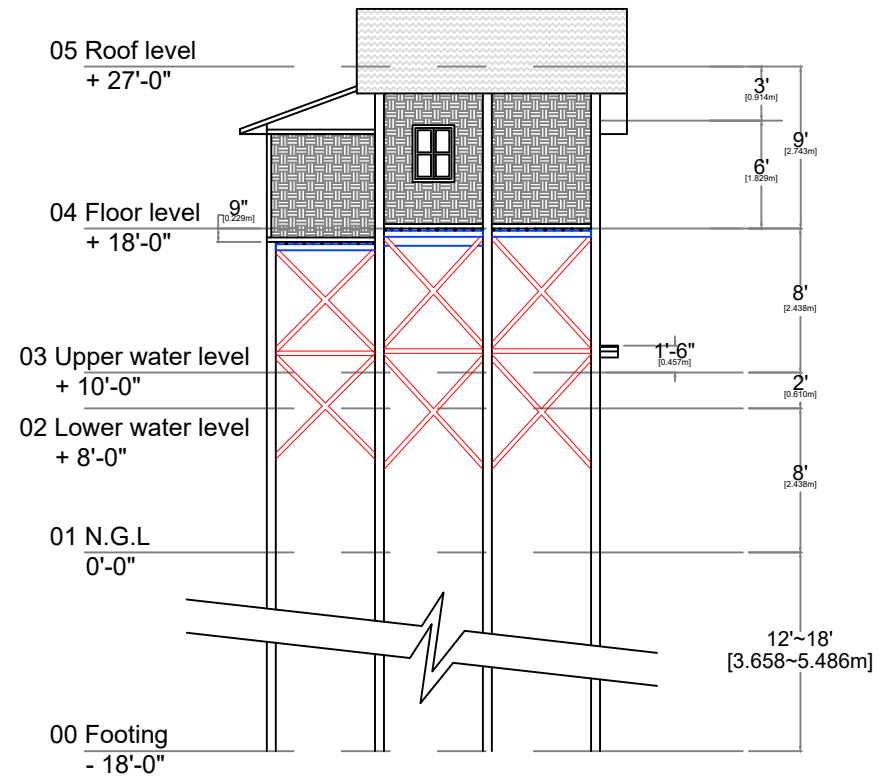 05 Roof level
+ 27'-0"
3'
[0.914m]
9'
[2.743m]
6'
[1.829m]
04 Floor level
+ 18'-0"
9"
[0.229m]
8'
[2.438m]
03 Upper water level
+ 10'-0"
1'-6"
[0.457m]
2'
[0.610m]
02 Lower water level
+ 8'-0"
8'
[2.438m]
01 N.G.L
0'-0"
12'~18'
[3.658~5.486m]
00 Footing
- 18'-0"